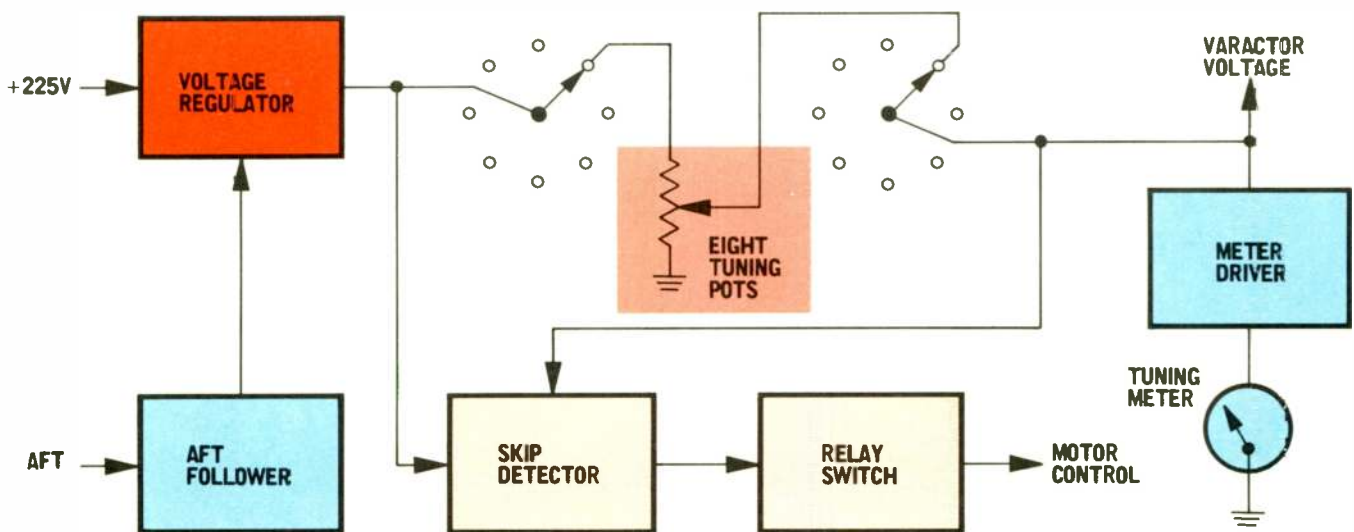 +225V
VOLTAGE
REGULATOR
VARACTOR
VOLTAGE
EIGHT
TUNING
POTS
METER
DRIVER
TUNING
METER
AFT
AFT
FOLLOWER
SKIP
DETECTOR
RELAY
SWITCH
MOTOR
CONTROL